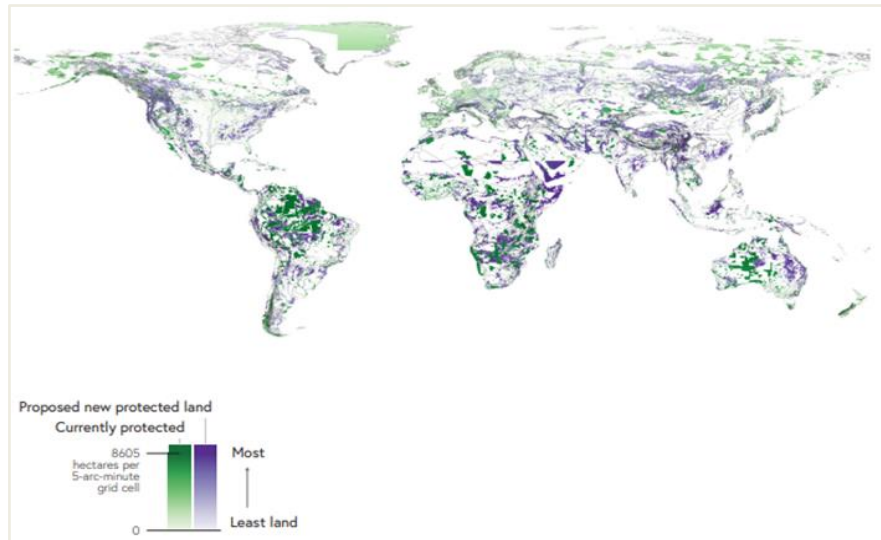 Proposed new protected land
Currently protected
8605
hectares per
5-arc-minute
grid cell
0
Most
Least land